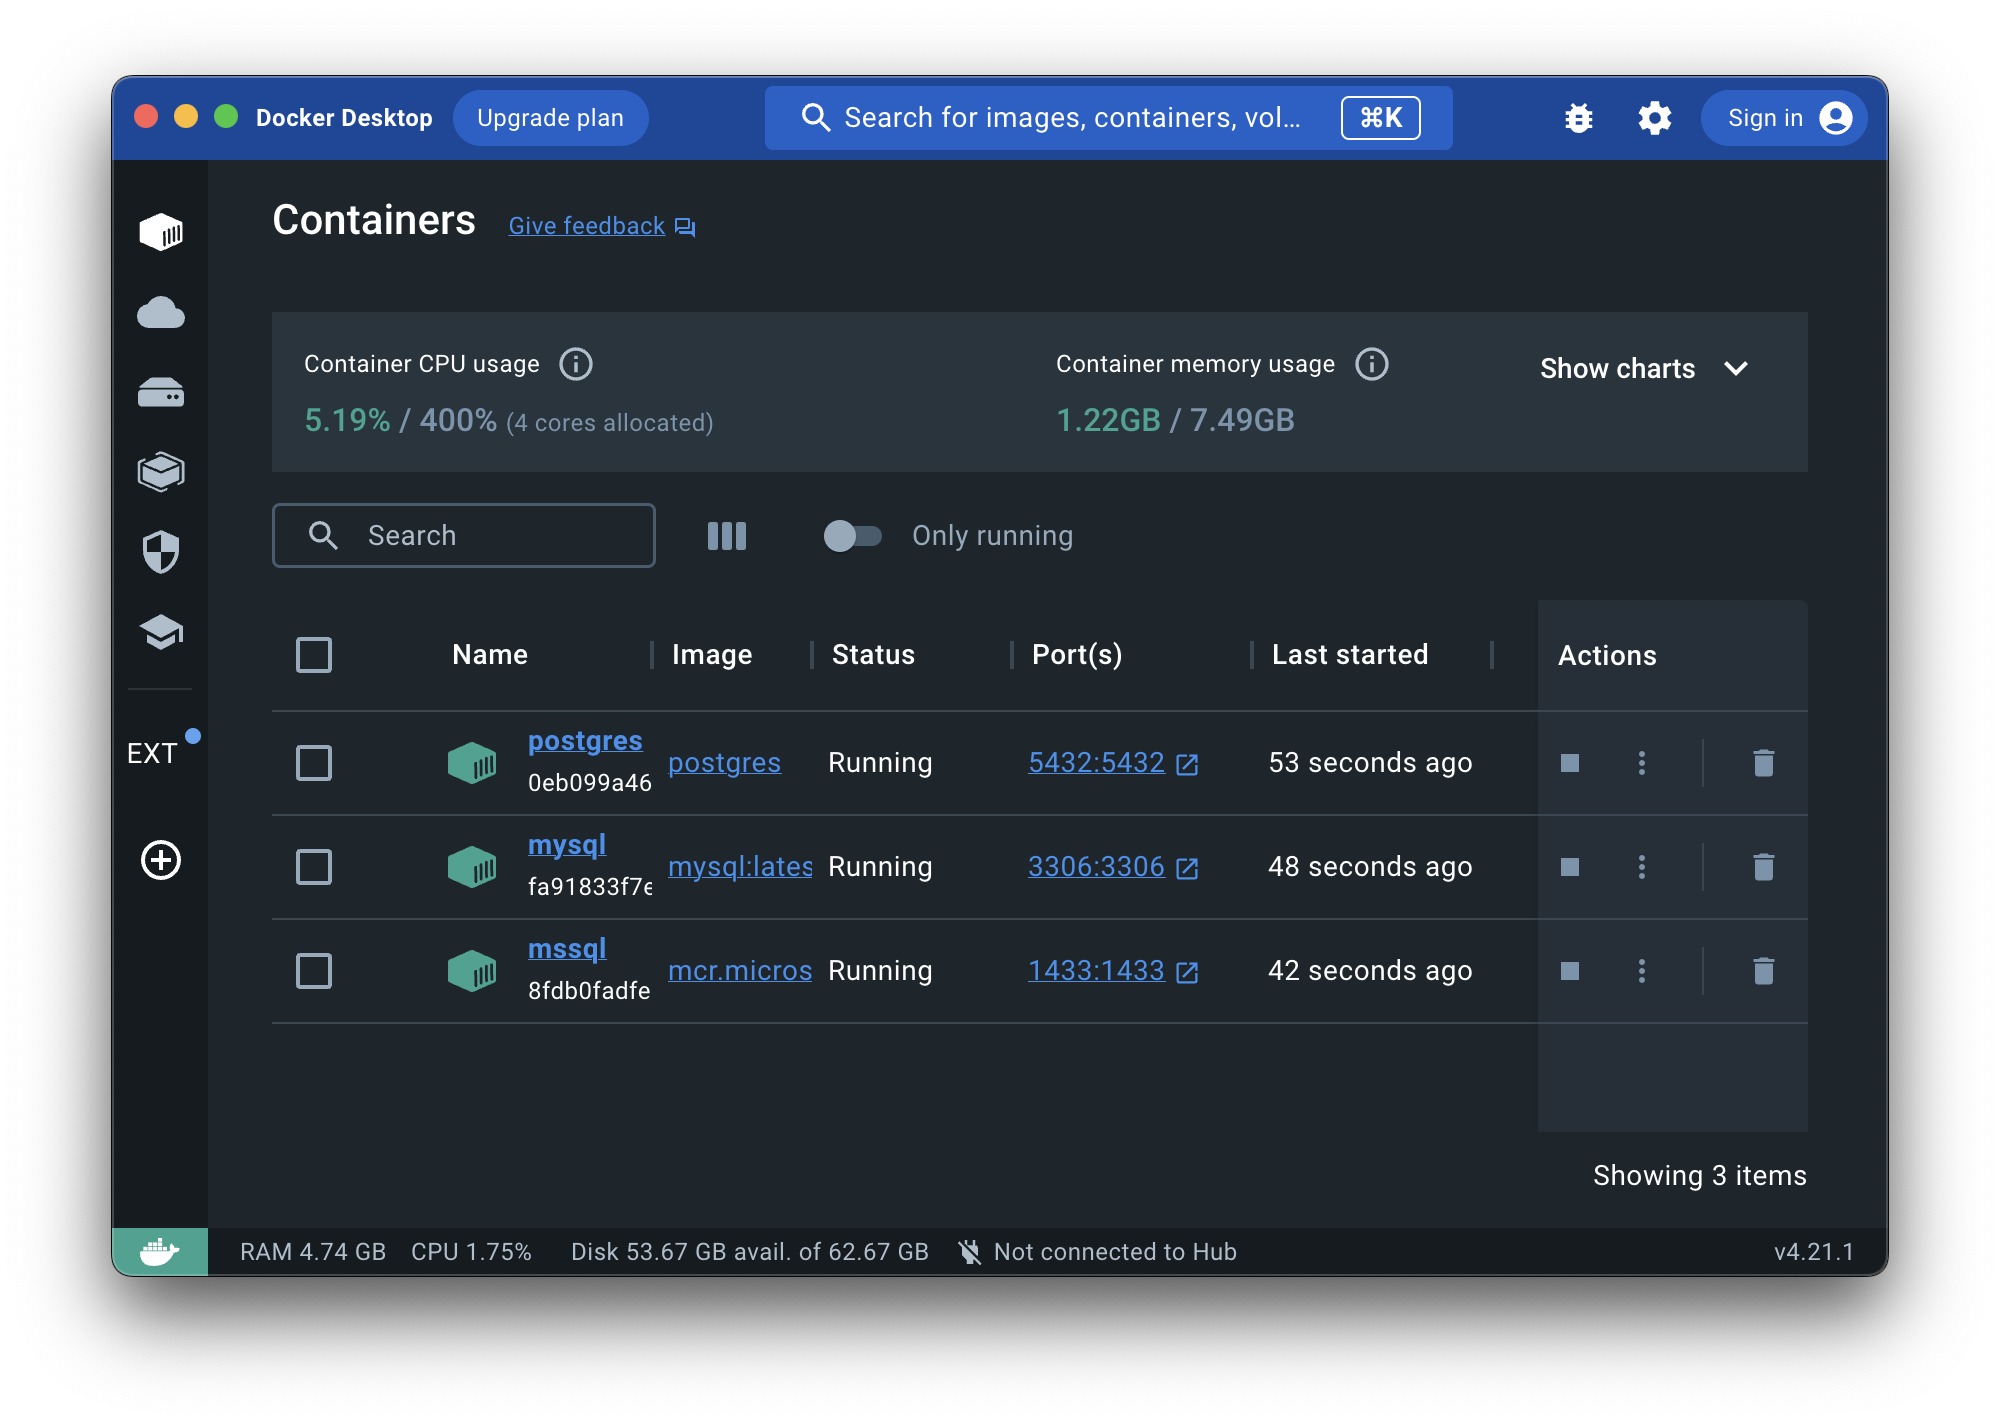 Docker Desktop Upgrade plan Search for images, containers, vol... ⌘K Sign in
Containers Give feedback
Container CPU usage Container memory usage Show charts
5.19% / 400% (4 cores allocated) 1.22GB / 7.49GB
Search Only running
Name Image Status Port(s) Last started Actions
postgres
0eb099a46
postgres Running 5432:5432 53 seconds ago
mysql
fa91833f7e
mysql:lates Running 3306:3306 48 seconds ago
mssql
8fdb0fadfe
mcr.micros Running 1433:1433 42 seconds ago
EXT
Showing 3 items
RAM 4.74 GB CPU 1.75% Disk 53.67 GB avail. of 62.67 GB Not connected to Hub v4.21.1